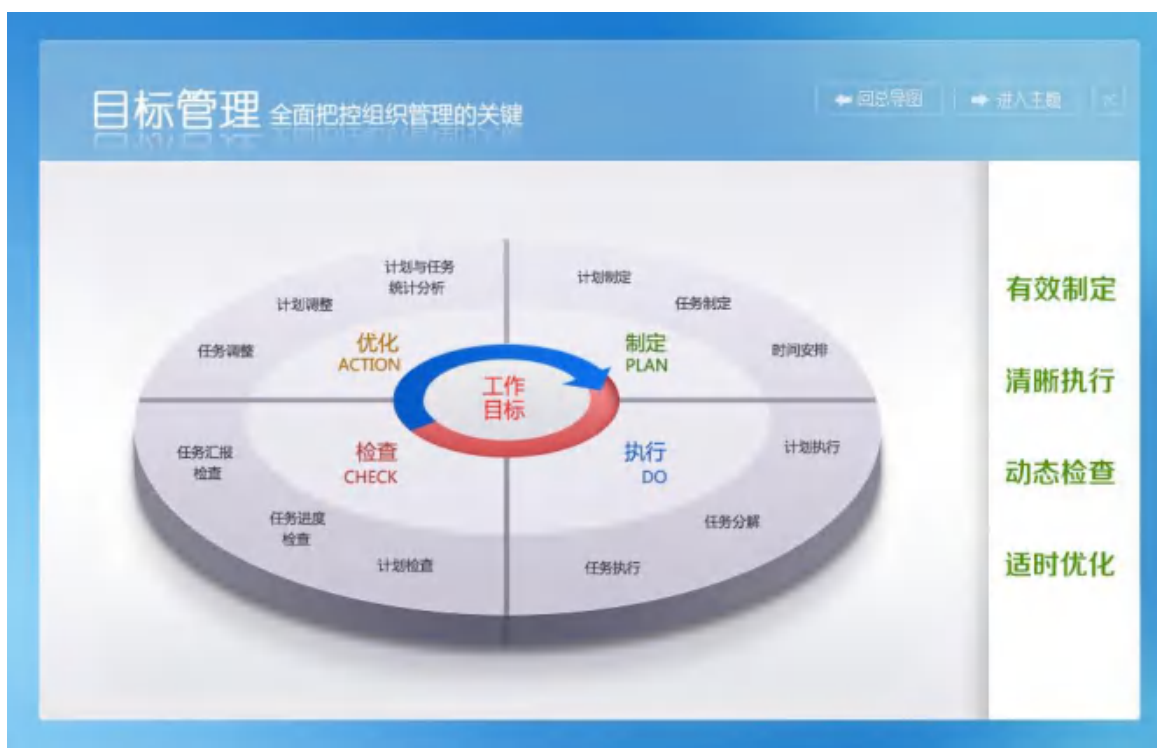 目标管理 全面把控组织管理的关键
回总导图
进入主题
计划与任务
统计分析
计划调整
任务调整
优化
ACTION
计划制定
任务制定
时间安排
制定
PLAN
工作
目标
任务汇报
检查
任务进度
检查
计划检查
检查
CHECK
计划执行
任务分解
任务执行
执行
DO
有效制定
清晰执行
动态检查
适时优化